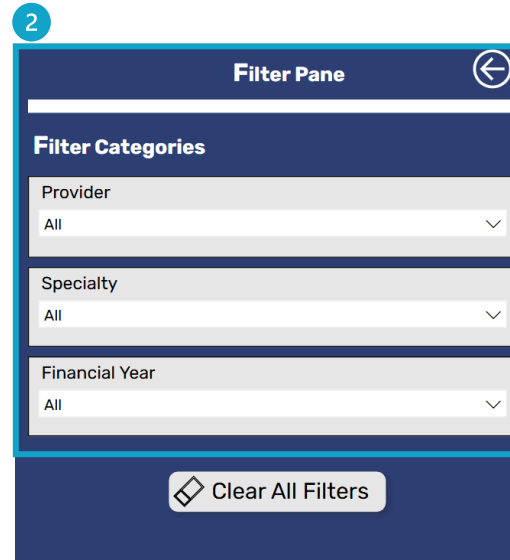 2
Filter Pane
Filter Categories
Provider
All
Specialty
All
Financial Year
All
Clear All Filters